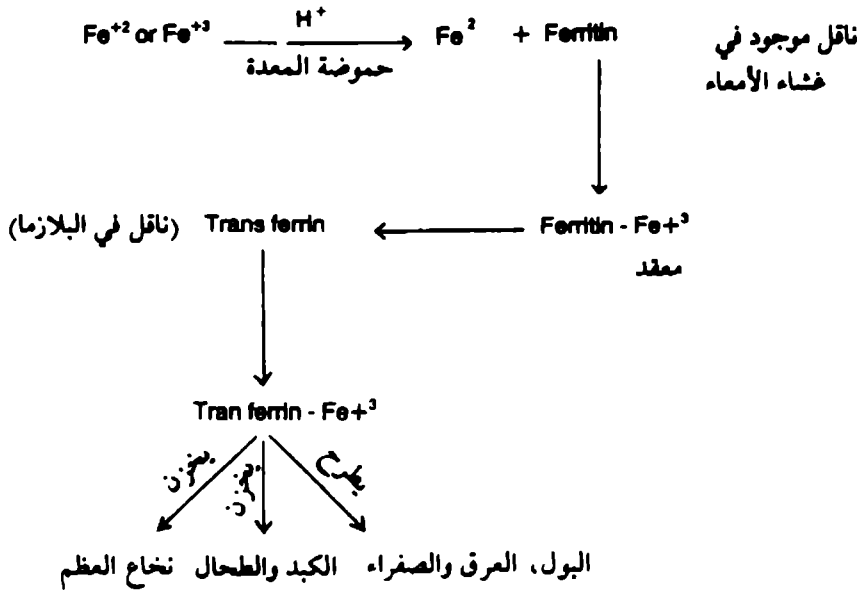 Fe+2 or Fe+3 H+ Fe2 + Ferritin ناقل موجود في
حموضة المعدة غشاء الأمعاء
Trans ferrin (ناقل في البلازما) Ferritin - Fe+3
معقد
Tran ferrin - Fe+3
يخزن يخزن يطرح
نخاع العظم الكبد والطحال البول، العرق والصفراء